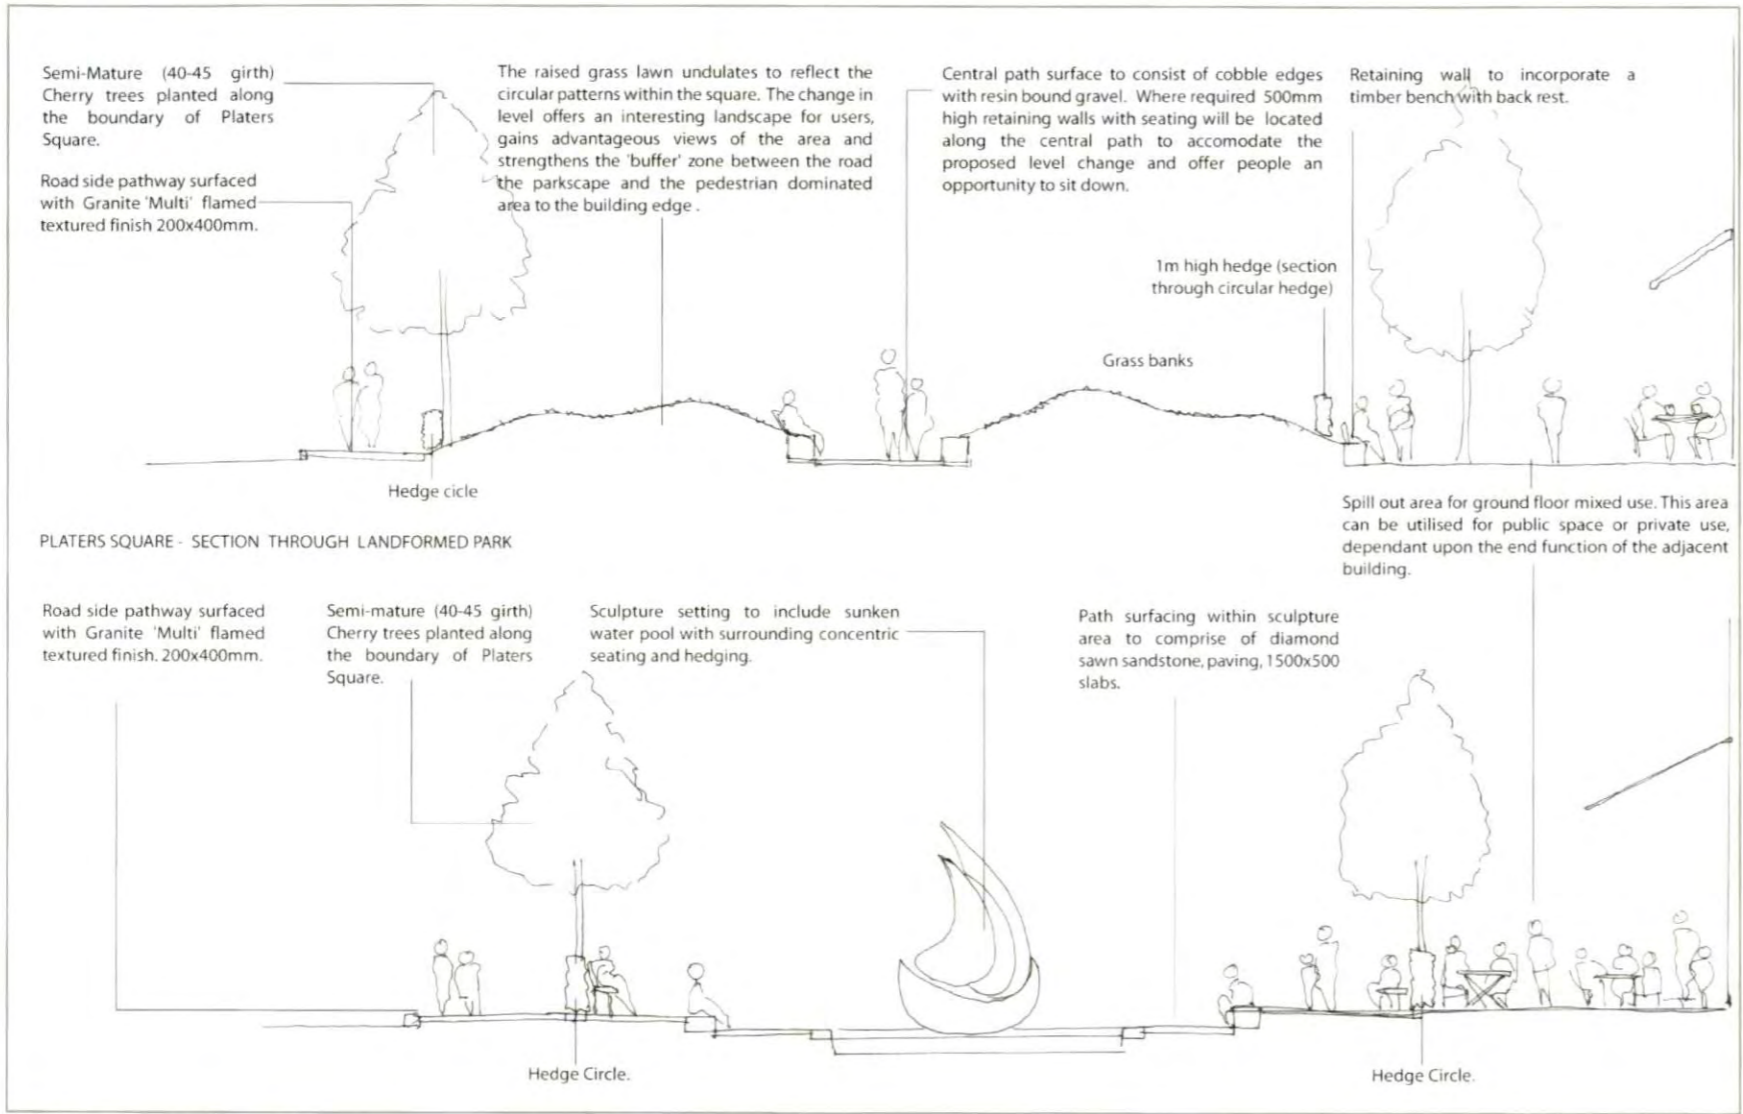 Semi-Mature (40-45 girth)
Cherry trees planted along
the boundary of Platers
Square.
Road side pathway surfaced
with Granite 'Multi' flamed
textured finish 200x400mm.
The raised grass lawn undulates to reflect the
circular patterns within the square. The change in
level offers an interesting landscape for users,
gains advantageous views of the area and
strengthens the 'buffer' zone between the road
the parkscape and the pedestrian dominated
area to the building edge .
Central path surface to consist of cobble edges
with resin bound gravel. Where required 500mm
high retaining walls with seating will be located
along the central path to accomodate the
proposed level change and offer people an
opportunity to sit down.
Retaining wall to incorporate a
timber bench with back rest.
1m high hedge (section
through circular hedge)
Grass banks
Hedge cicle
Spill out area for ground floor mixed use. This area
can be utilised for public space or private use,
dependant upon the end function of the adjacent
building.
PLATERS SQUARE - SECTION THROUGH LANDFORMED PARK
Road side pathway surfaced
with Granite 'Multi' flamed
textured finish. 200x400mm.
Semi-mature (40-45 girth)
Cherry trees planted along
the boundary of Platers
Square.
Sculpture setting to include sunken
water pool with surrounding concentric
seating and hedging.
Path surfacing within sculpture
area to comprise of diamond
sawn sandstone, paving, 1500x500
slabs.
Hedge Circle.
Hedge Circle.